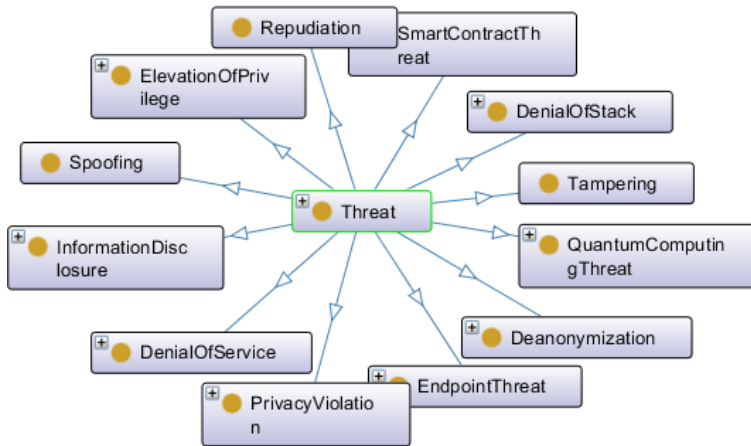 Repudiation
SmartContractTh
reat
ElevationOfPriv
ilege
DenialOfStack
Spoofing
Tampering
Threat
InformationDisc
losure
QuantumComputin
gThreat
DenialOfService
Deanonymization
EndpointThreat
PrivacyViolatio
n